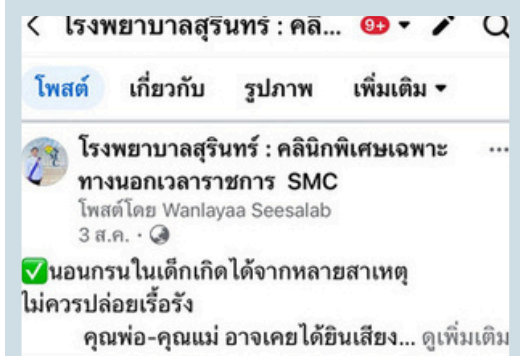 โรงพยาบาลสุรินทร์ : คลิ... 9+
โพสต์ เกี่ยวกับ รูปภาพ เพิ่มเติม
โรงพยาบาลสุรินทร์ : คลินิกพิเศษเฉพาะ
ทางนอกเวลาราชการ SMC
โพสต์โดย Wanlayaa Seesalab
3 ส.ค. ·
✅นอนกรนในเด็กเกิดได้จากหลายสาเหตุ
ไม่ควรปล่อยเรื้อรัง
คุณพ่อ-คุณแม่ อาจเคยได้ยินเสียง... ดูเพิ่มเติม